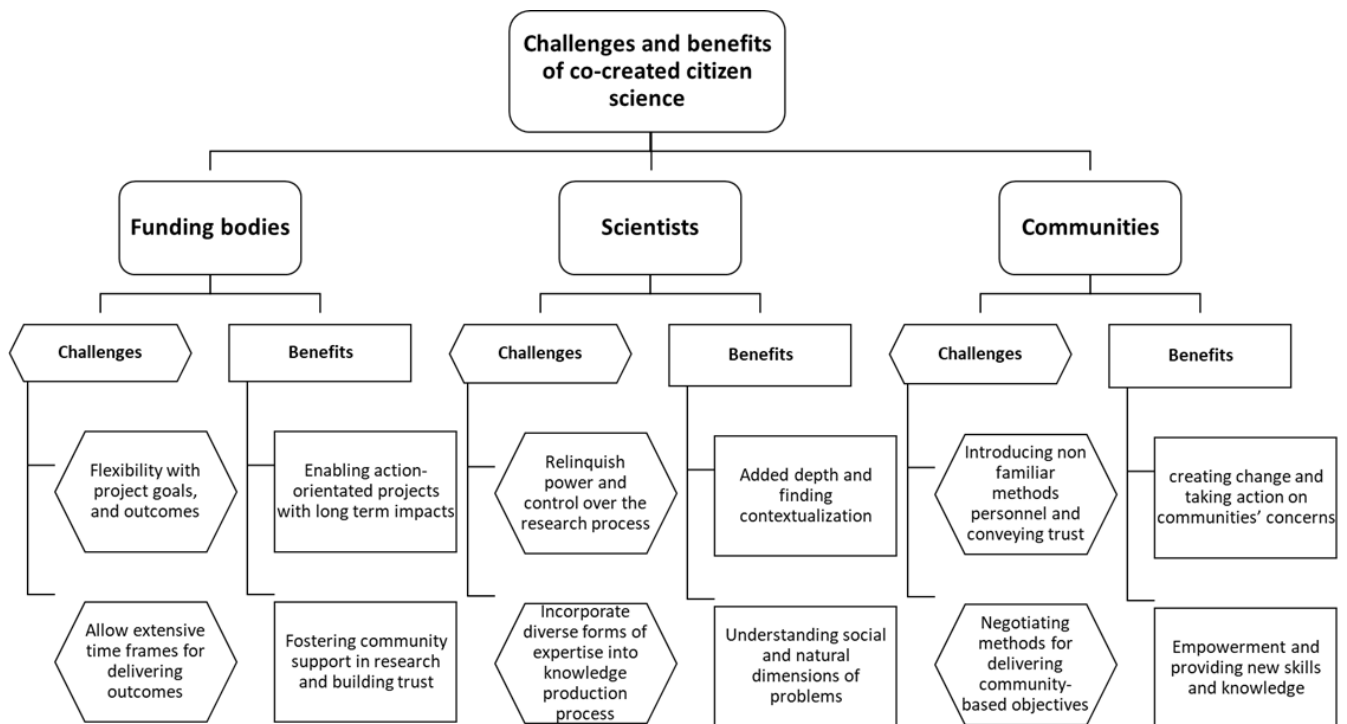 Challenges and benefits
of co-created citizen
science
Funding bodies
Scientists
Communities
Challenges
Benefits
Challenges
Benefits
Challenges
Benefits
Flexibility with
project goals,
and outcomes
Enabling action-
orientated projects
with long term impacts
Relinquish
power and
control over the
research process
Added depth and
finding
contextualization
Introducing non
familiar
methods
personnel and
conveying trust
creating change and
taking action on
communities’ concerns
Allow extensive
time frames for
delivering
outcomes
Fostering community
support in research
and building trust
Incorporate
diverse forms of
expertise into
knowledge
production
process
Understanding social
and natural
dimensions of
problems
Negotiating
methods for
delivering
community-
based objectives
Empowerment and
providing new skills
and knowledge